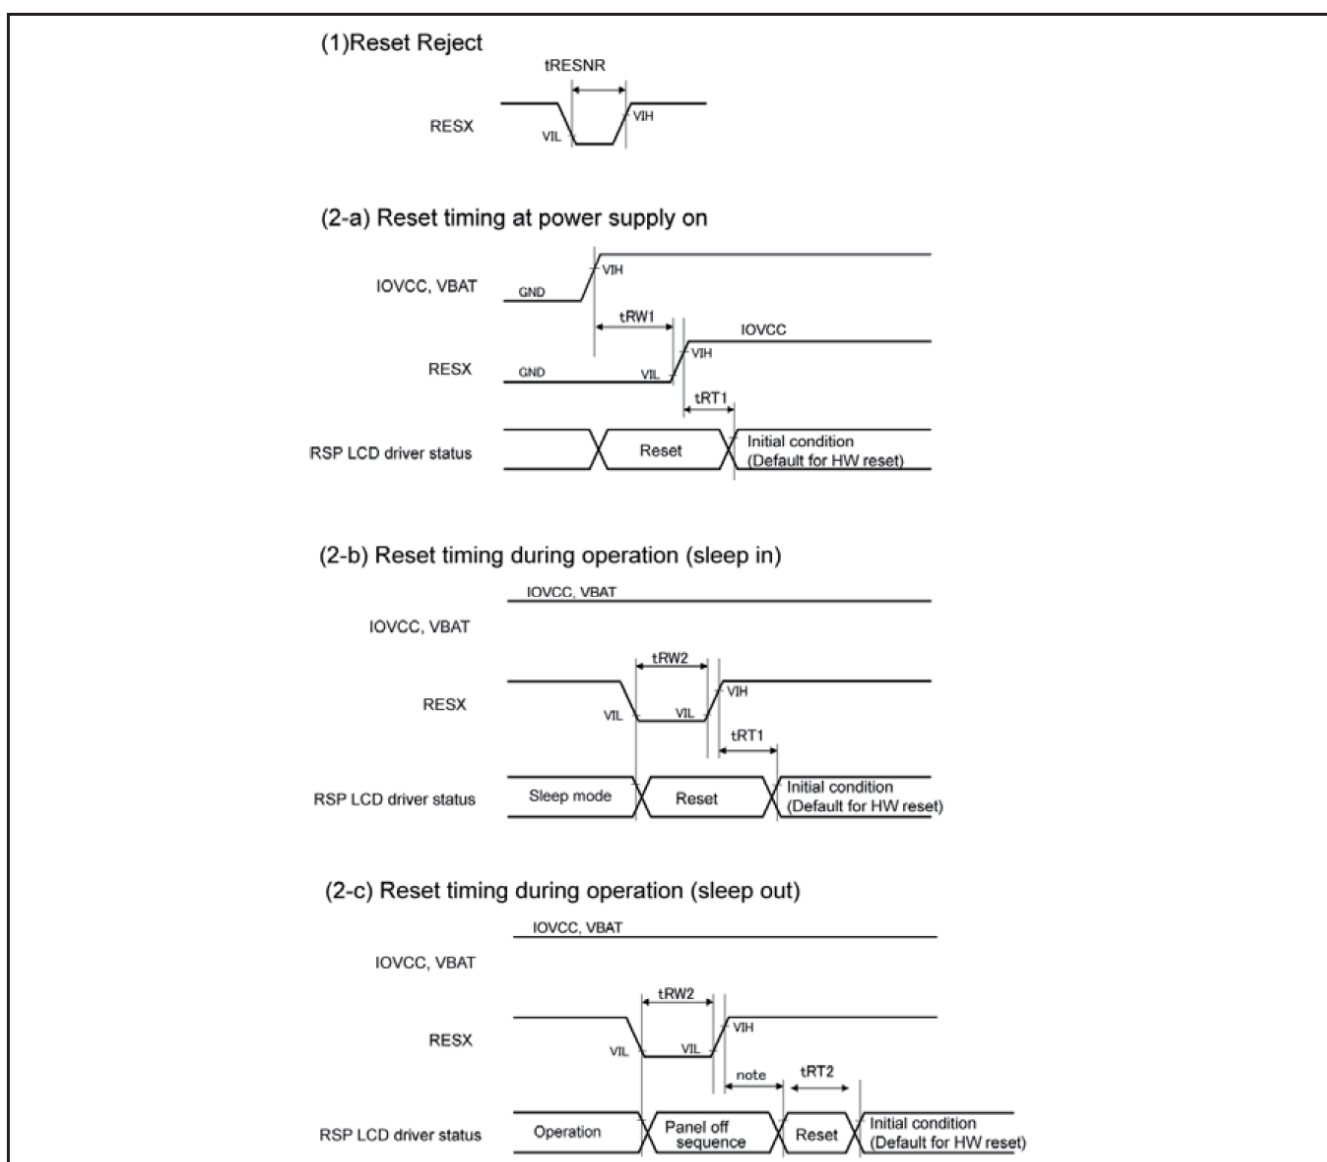 (1)Reset Reject
tRESNR
RESX
VIL
VIH
(2-a) Reset timing at power supply on
IOVCC, VBAT
GND
VIH
tRW1
IOVCC
RESX
GND
VIL
VIH
tRT1
RSP LCD driver status
Reset
Initial condition
(Default for HW reset)
(2-b) Reset timing during operation (sleep in)
IOVCC, VBAT
IOVCC, VBAT
tRW2
RESX
VIL
VIL
VIH
tRT1
RSP LCD driver status
Sleep mode
Reset
Initial condition
(Default for HW reset)
(2-c) Reset timing during operation (sleep out)
IOVCC, VBAT
IOVCC, VBAT
tRW2
RESX
VIL
VIL
VIH
note
tRT2
RSP LCD driver status
Operation
Panel off
sequence
Reset
Initial condition
(Default for HW reset)